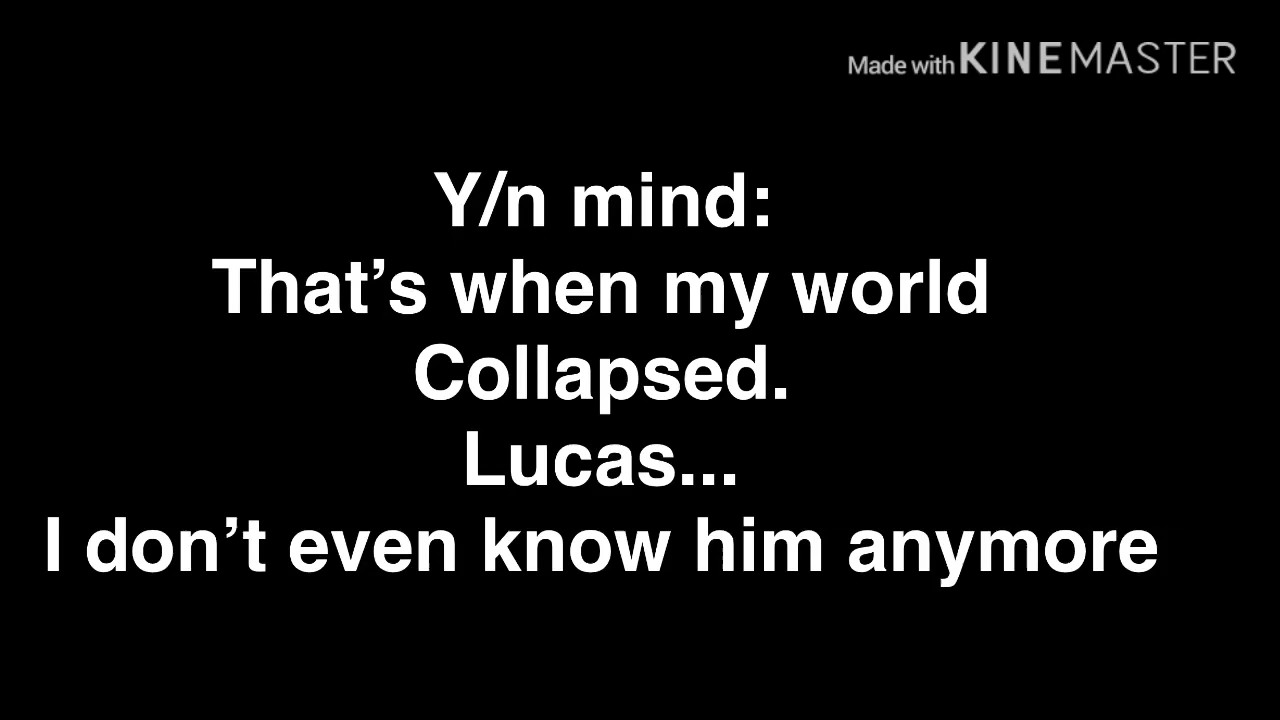 Made with KINEMASTER
Y/n mind:
That’s when my world
Collapsed.
Lucas...
I don’t even know him anymore